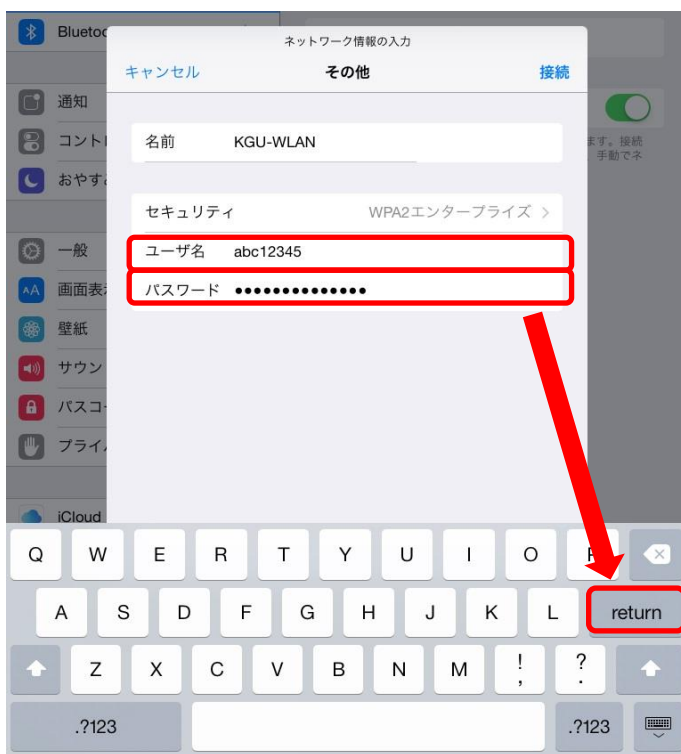 Bluetoo
ネットワーク情報の入力
キャンセル その他 接続
通知
名前 KGU-WLAN
コント
ます。接続
手動でネ
おやす
セキュリティ WPA2エンタープライズ >
一般
ユーザ名 abc12345
画面表
パスワード ••••••••••••••
壁紙
サウン
パスコ
プライ
iCloud
Q W E R T Y U I O P
A S D F G H J K L return
Z X C V B N M ! , ? .
.?123 .?123